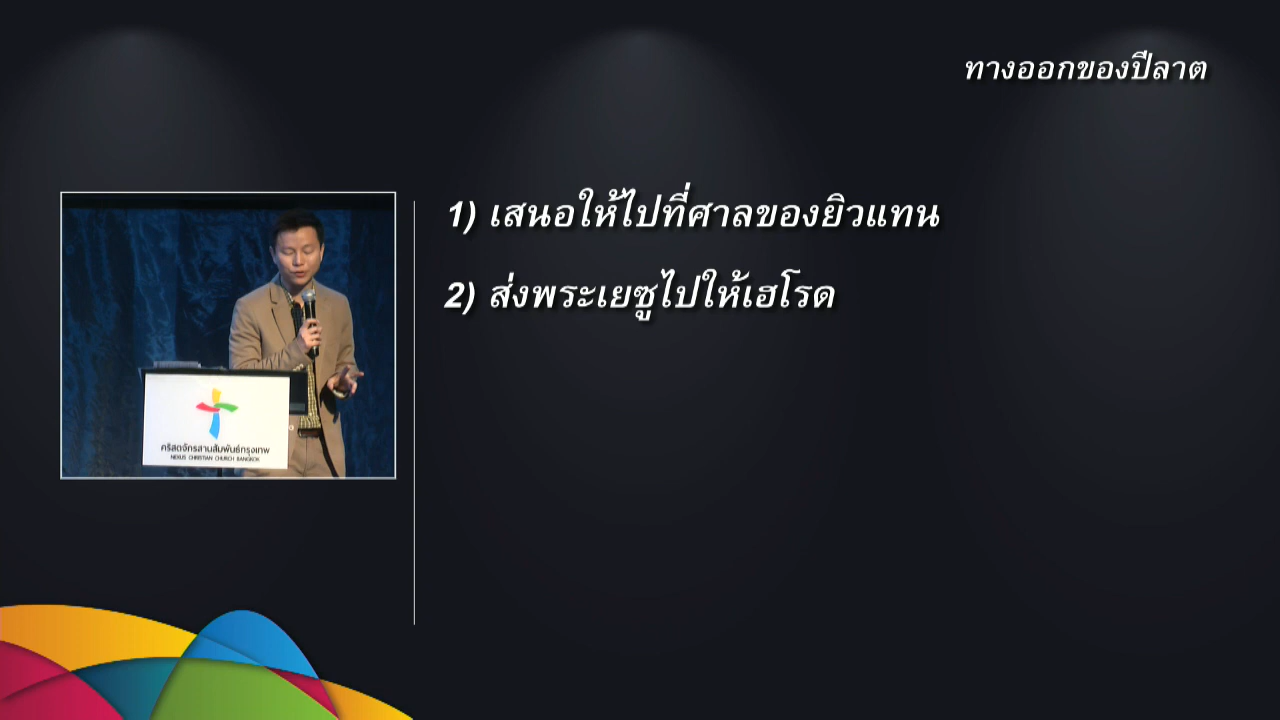 ทางออกของปีลาต
1) เสนอให้ไปที่ศาลของยิวแทน
2) ส่งพระเยซูไปให้เฮโรด
คริสตจักรสานสัมพันธ์กรุงเทพ
NEXUS CHRISTIAN CHURCH BANGKOK